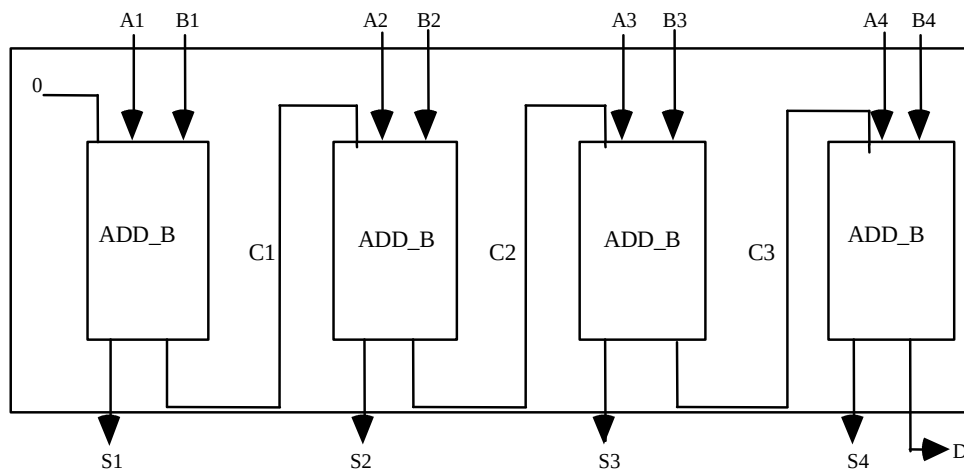 A1 B1 A2 B2 A3 B3 A4 B4
0
ADD_B ADD_B ADD_B ADD_B
C1 C2 C3
S1 S2 S3 S4 D